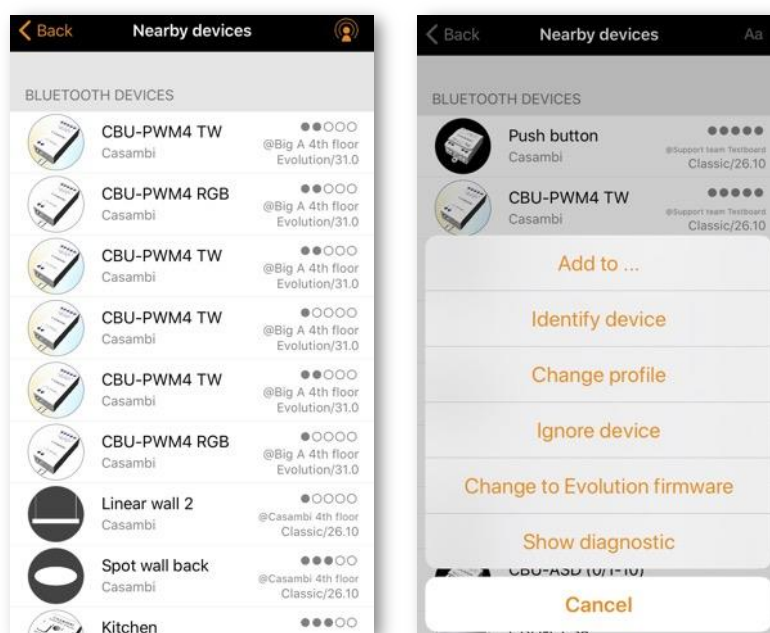 Back
Nearby devices
BLUETOOTH DEVICES
CBU-PWM4 TW
Casambi
@Big A 4th floor
Evolution/31.0
CBU-PWM4 RGB
Casambi
@Big A 4th floor
Evolution/31.0
CBU-PWM4 TW
Casambi
@Big A 4th floor
Evolution/31.0
CBU-PWM4 TW
Casambi
@Big A 4th floor
Evolution/31.0
CBU-PWM4 TW
Casambi
@Big A 4th floor
Evolution/31.0
CBU-PWM4 RGB
Casambi
@Big A 4th floor
Evolution/31.0
Linear wall 2
Casambi
@Casambi 4th floor
Classic/26.10
Spot wall back
Casambi
@Casambi 4th floor
Classic/26.10
Kitchen
Back
Nearby devices
Aa
BLUETOOTH DEVICES
Push button
Casambi
@Support team Testboard
Classic/26.10
CBU-PWM4 TW
Casambi
@Support team Testboard
Classic/26.10
Add to ...
Identify device
Change profile
Ignore device
Change to Evolution firmware
Show diagnostic
CBU-ASD (0/1-10)
Cancel